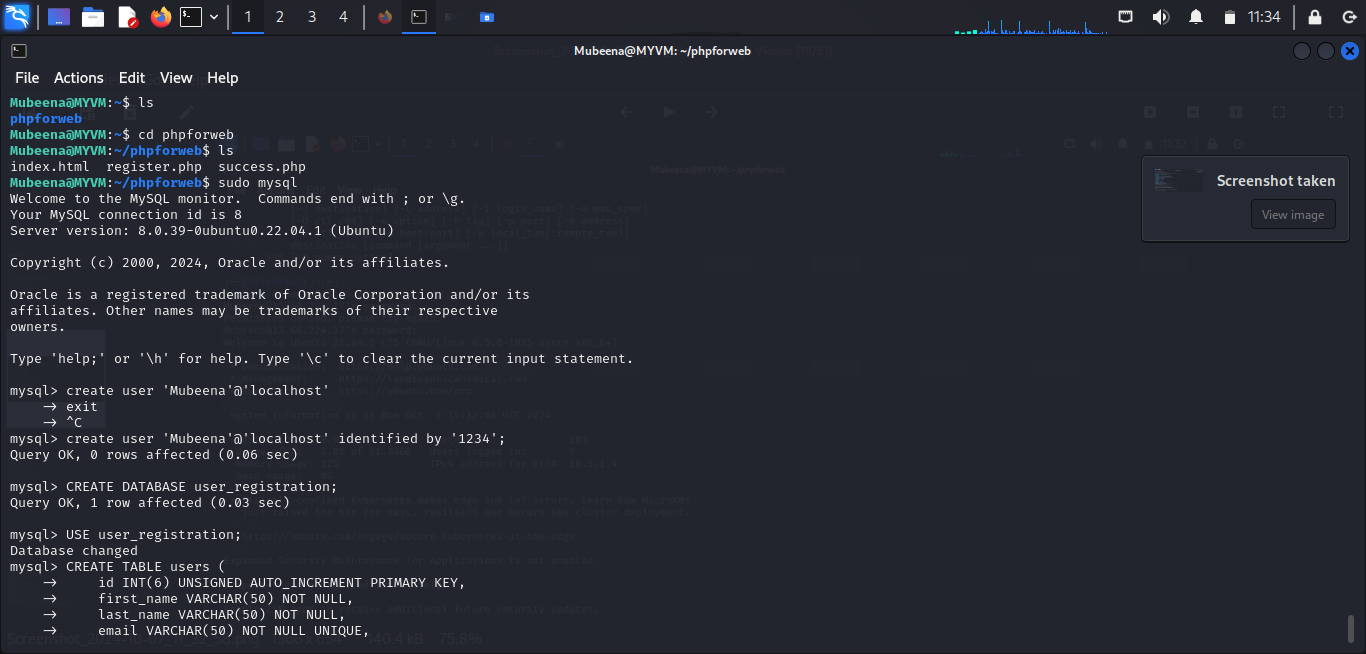 1 2 3 4 11:34
Mubeena@MYVM: ~/phpforweb
File Actions Edit View Help
Mubeena@MYVM:~$ ls
phpforweb
Mubeena@MYVM:~$ cd phpforweb
Mubeena@MYVM:~/phpforweb$ ls
index.html register.php success.php
Mubeena@MYVM:~/phpforweb$ sudo mysql
Welcome to the MySQL monitor. Commands end with ; or \g.
Your MySQL connection id is 8
Server version: 8.0.39-0ubuntu0.22.04.1 (Ubuntu)
Copyright (c) 2000, 2024, Oracle and/or its affiliates.
Oracle is a registered trademark of Oracle Corporation and/or its
affiliates. Other names may be trademarks of their respective
owners.
Type 'help;' or '\h' for help. Type '\c' to clear the current input statement.
mysql> create user 'Mubeena'@'localhost'
-> exit
-> ^C
mysql> create user 'Mubeena'@'localhost' identified by '1234';
Query OK, 0 rows affected (0.06 sec)
mysql> CREATE DATABASE user_registration;
Query OK, 1 row affected (0.03 sec)
mysql> USE user_registration;
Database changed
mysql> CREATE TABLE users (
-> id INT(6) UNSIGNED AUTO_INCREMENT PRIMARY KEY,
-> first_name VARCHAR(50) NOT NULL,
-> last_name VARCHAR(50) NOT NULL,
-> email VARCHAR(50) NOT NULL UNIQUE,
Screenshot taken
View image
140.4 kB 75.8%